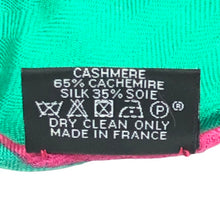 CASHMERE
65% CACHEMIRE
SILK 35% SOIE
P ®
DRY CLEAN ONLY
MADE IN FRANCE